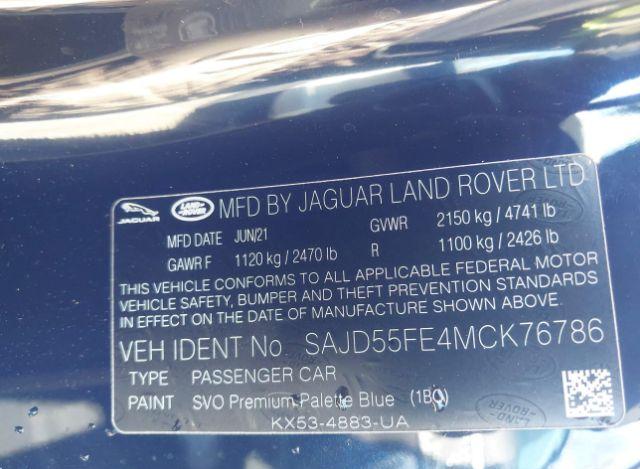 JAGUAR LAND ROVER MFD BY JAGUAR LAND ROVER LTD
MFD DATE JUN/21 GVWR 2150 kg / 4741 lb
GAWR F 1120 kg / 2470 lb R 1100 kg / 2426 lb
THIS VEHICLE CONFORMS TO ALL APPLICABLE FEDERAL MOTOR
VEHICLE SAFETY, BUMPER AND THEFT PREVENTION STANDARDS
IN EFFECT ON THE DATE OF MANUFACTURE SHOWN ABOVE.
VEH IDENT No SAJD55FE4MCK76786
TYPE PASSENGER CAR
PAINT SVO Premium Palette Blue
KX53-4883-UA